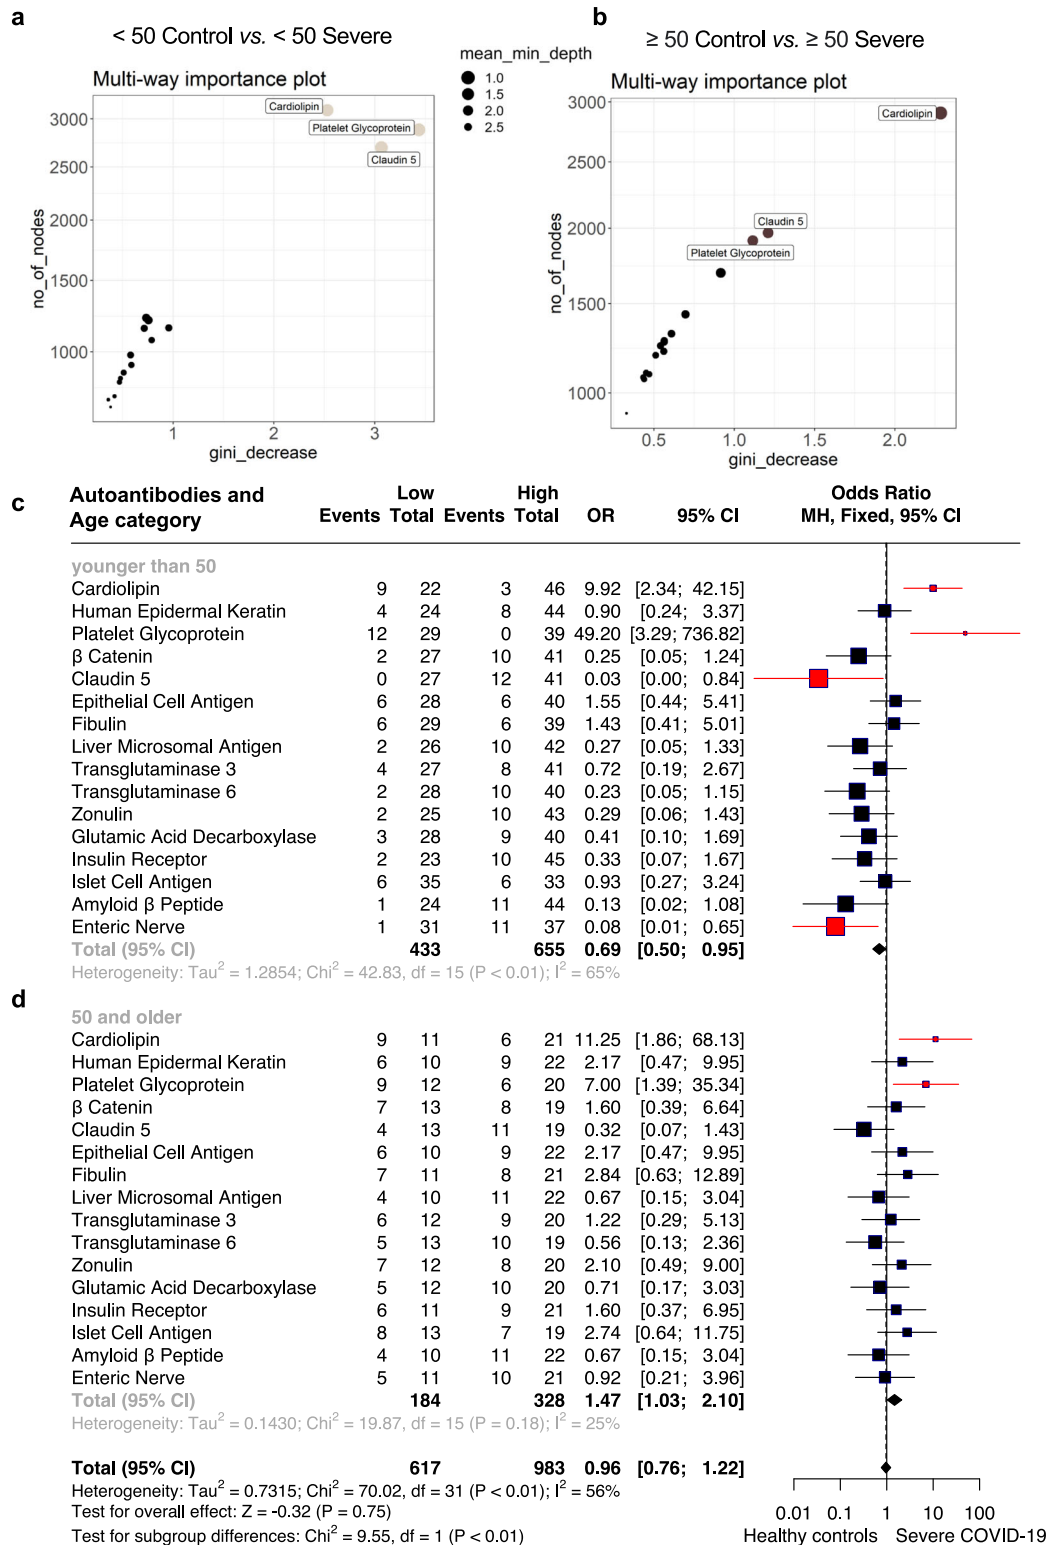 a
< 50 Control vs. < 50 Severe
Multi-way importance plot
Cardiolipin
Platelet Glycoprotein
Claudin 5
3000
2500
2000
1500
1000
no_of_nodes
1 2 3
gini_decrease
mean_min_depth
1.0
1.5
2.0
2.5
b
≥ 50 Control vs. ≥ 50 Severe
Multi-way importance plot
Cardiolipin
Claudin 5
Platelet Glycoprotein
3000
2500
2000
1500
1000
no_of_nodes
0.5 1.0 1.5 2.0
gini_decrease
c
Autoantibodies and Low High Odds Ratio
Age category Events Total Events Total OR 95% CI MH, Fixed, 95% CI
younger than 50
Cardiolipin 9 22 3 46 9.92 [2.34; 42.15]
Human Epidermal Keratin 4 24 8 44 0.90 [0.24; 3.37]
Platelet Glycoprotein 12 29 0 39 49.20 [3.29; 736.82]
β Catenin 2 27 10 41 0.25 [0.05; 1.24]
Claudin 5 0 27 12 41 0.03 [0.00; 0.84]
Epithelial Cell Antigen 6 28 6 40 1.55 [0.44; 5.41]
Fibulin 6 29 6 39 1.43 [0.41; 5.01]
Liver Microsomal Antigen 2 26 10 42 0.27 [0.05; 1.33]
Transglutaminase 3 4 27 8 41 0.72 [0.19; 2.67]
Transglutaminase 6 2 28 10 40 0.23 [0.05; 1.15]
Zonulin 2 25 10 43 0.29 [0.06; 1.43]
Glutamic Acid Decarboxylase 3 28 9 40 0.41 [0.10; 1.69]
Insulin Receptor 2 23 10 45 0.33 [0.07; 1.67]
Islet Cell Antigen 6 35 6 33 0.93 [0.27; 3.24]
Amyloid β Peptide 1 24 11 44 0.13 [0.02; 1.08]
Enteric Nerve 1 31 11 37 0.08 [0.01; 0.65]
Total (95% CI) 433 655 0.69 [0.50; 0.95]
Heterogeneity: Tau² = 1.2854; Chi² = 42.83, df = 15 (P < 0.01); I² = 65%
d
50 and older
Cardiolipin 9 11 6 21 11.25 [1.86; 68.13]
Human Epidermal Keratin 6 10 9 22 2.17 [0.47; 9.95]
Platelet Glycoprotein 9 12 6 20 7.00 [1.39; 35.34]
β Catenin 7 13 8 19 1.60 [0.39; 6.64]
Claudin 5 4 13 11 19 0.32 [0.07; 1.43]
Epithelial Cell Antigen 6 10 9 22 2.17 [0.47; 9.95]
Fibulin 7 11 8 21 2.84 [0.63; 12.89]
Liver Microsomal Antigen 4 10 11 22 0.67 [0.15; 3.04]
Transglutaminase 3 6 12 9 20 1.22 [0.29; 5.13]
Transglutaminase 6 5 13 10 19 0.56 [0.13; 2.36]
Zonulin 7 12 8 20 2.10 [0.49; 9.00]
Glutamic Acid Decarboxylase 5 12 10 20 0.71 [0.17; 3.03]
Insulin Receptor 6 11 9 21 1.60 [0.37; 6.95]
Islet Cell Antigen 8 13 7 19 2.74 [0.64; 11.75]
Amyloid β Peptide 4 10 11 22 0.67 [0.15; 3.04]
Enteric Nerve 5 11 10 21 0.92 [0.21; 3.96]
Total (95% CI) 184 328 1.47 [1.03; 2.10]
Heterogeneity: Tau² = 0.1430; Chi² = 19.87, df = 15 (P = 0.18); I² = 25%
Total (95% CI) 617 983 0.96 [0.76; 1.22]
Heterogeneity: Tau² = 0.7315; Chi² = 70.02, df = 31 (P < 0.01); I² = 56%
Test for overall effect: Z = -0.32 (P = 0.75)
Test for subgroup differences: Chi² = 9.55, df = 1 (P < 0.01)
0.01 0.1 1 10 100
Healthy controls Severe COVID-19